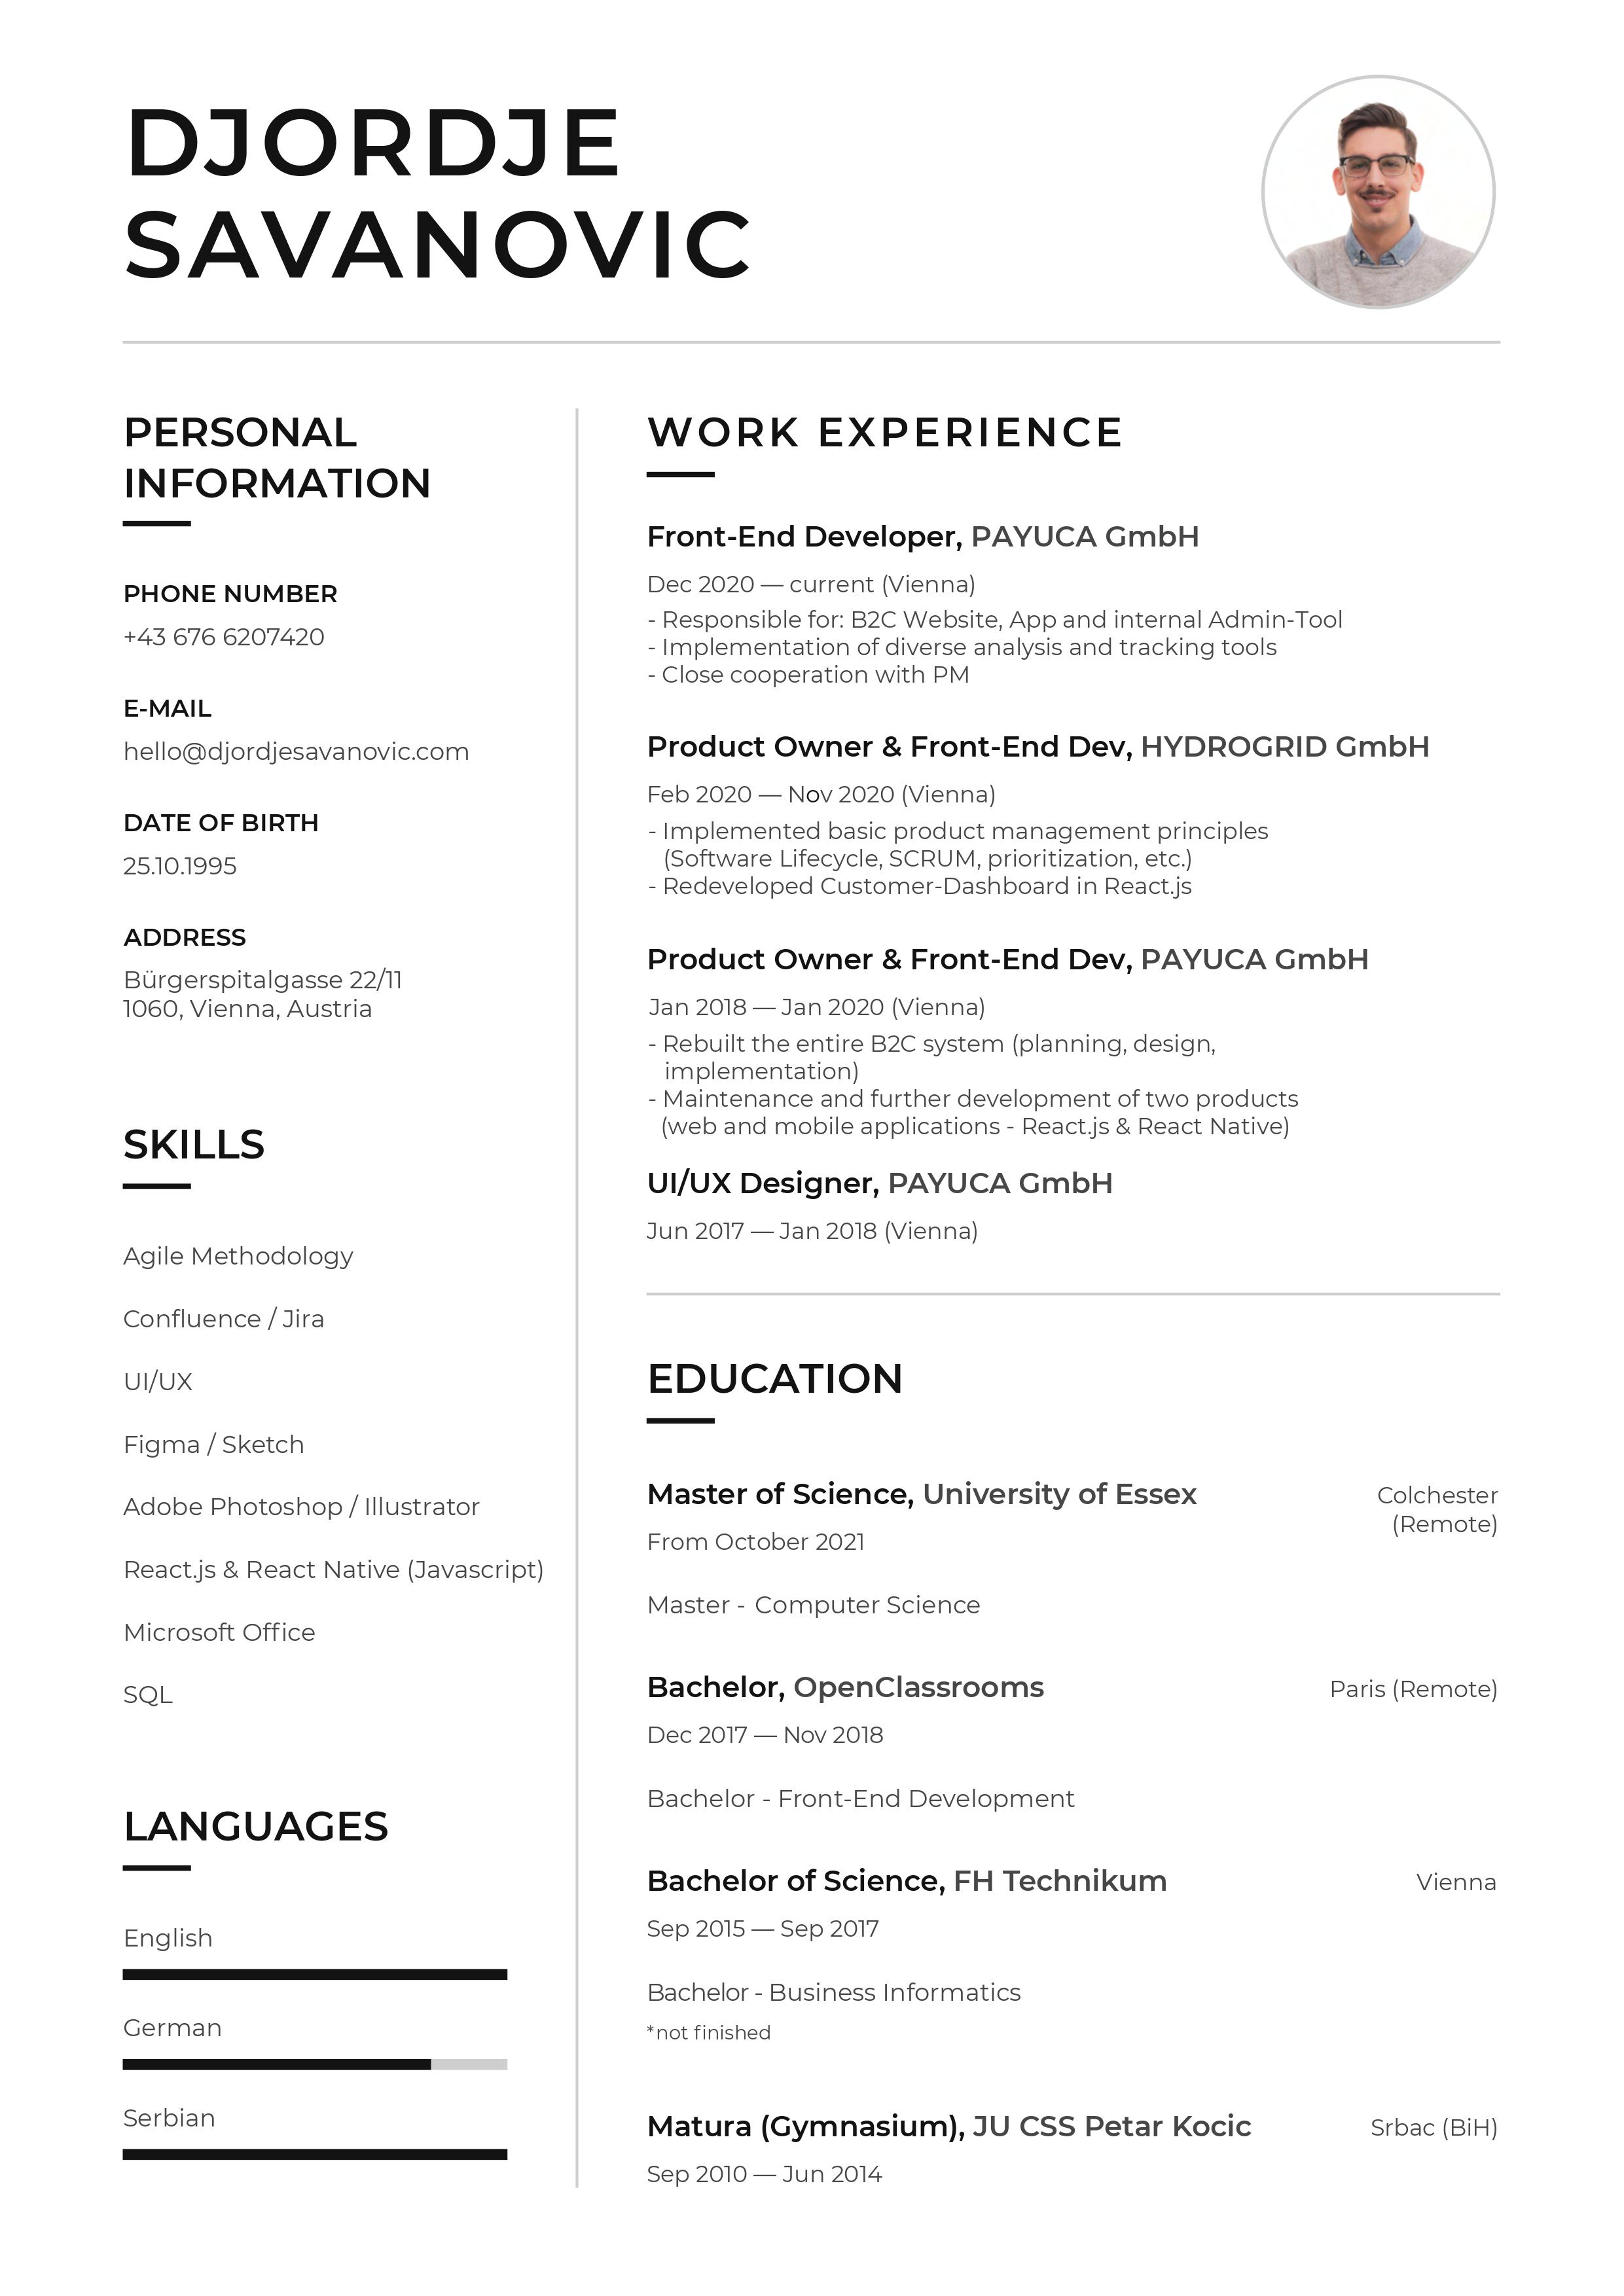 DJORDJE
SAVANOVIC
PERSONAL
INFORMATION
PHONE NUMBER
+43 676 6207420
E-MAIL
hello@djordjesavanovic.com
DATE OF BIRTH
25.10.1995
ADDRESS
Bürgerspitalgasse 22/11
1060, Vienna, Austria
SKILLS
Agile Methodology
Confluence / Jira
UI/UX
Figma / Sketch
Adobe Photoshop / Illustrator
React.js & React Native (Javascript)
Microsoft Office
SQL
LANGUAGES
English
German
Serbian
WORK EXPERIENCE
Front-End Developer, PAYUCA GmbH
Dec 2020 — current (Vienna)
- Responsible for: B2C Website, App and internal Admin-Tool
- Implementation of diverse analysis and tracking tools
- Close cooperation with PM
Product Owner & Front-End Dev, HYDROGRID GmbH
Feb 2020 — Nov 2020 (Vienna)
- Implemented basic product management principles
(Software Lifecycle, SCRUM, prioritization, etc.)
- Redeveloped Customer-Dashboard in React.js
Product Owner & Front-End Dev, PAYUCA GmbH
Jan 2018 — Jan 2020 (Vienna)
- Rebuilt the entire B2C system (planning, design,
implementation)
- Maintenance and further development of two products
(web and mobile applications - React.js & React Native)
UI/UX Designer, PAYUCA GmbH
Jun 2017 — Jan 2018 (Vienna)
EDUCATION
Master of Science, University of Essex
Colchester
(Remote)
From October 2021
Master - Computer Science
Bachelor, OpenClassrooms
Paris (Remote)
Dec 2017 — Nov 2018
Bachelor - Front-End Development
Bachelor of Science, FH Technikum
Vienna
Sep 2015 — Sep 2017
Bachelor - Business Informatics
*not finished
Matura (Gymnasium), JU CSS Petar Kocic
Srbac (BiH)
Sep 2010 — Jun 2014